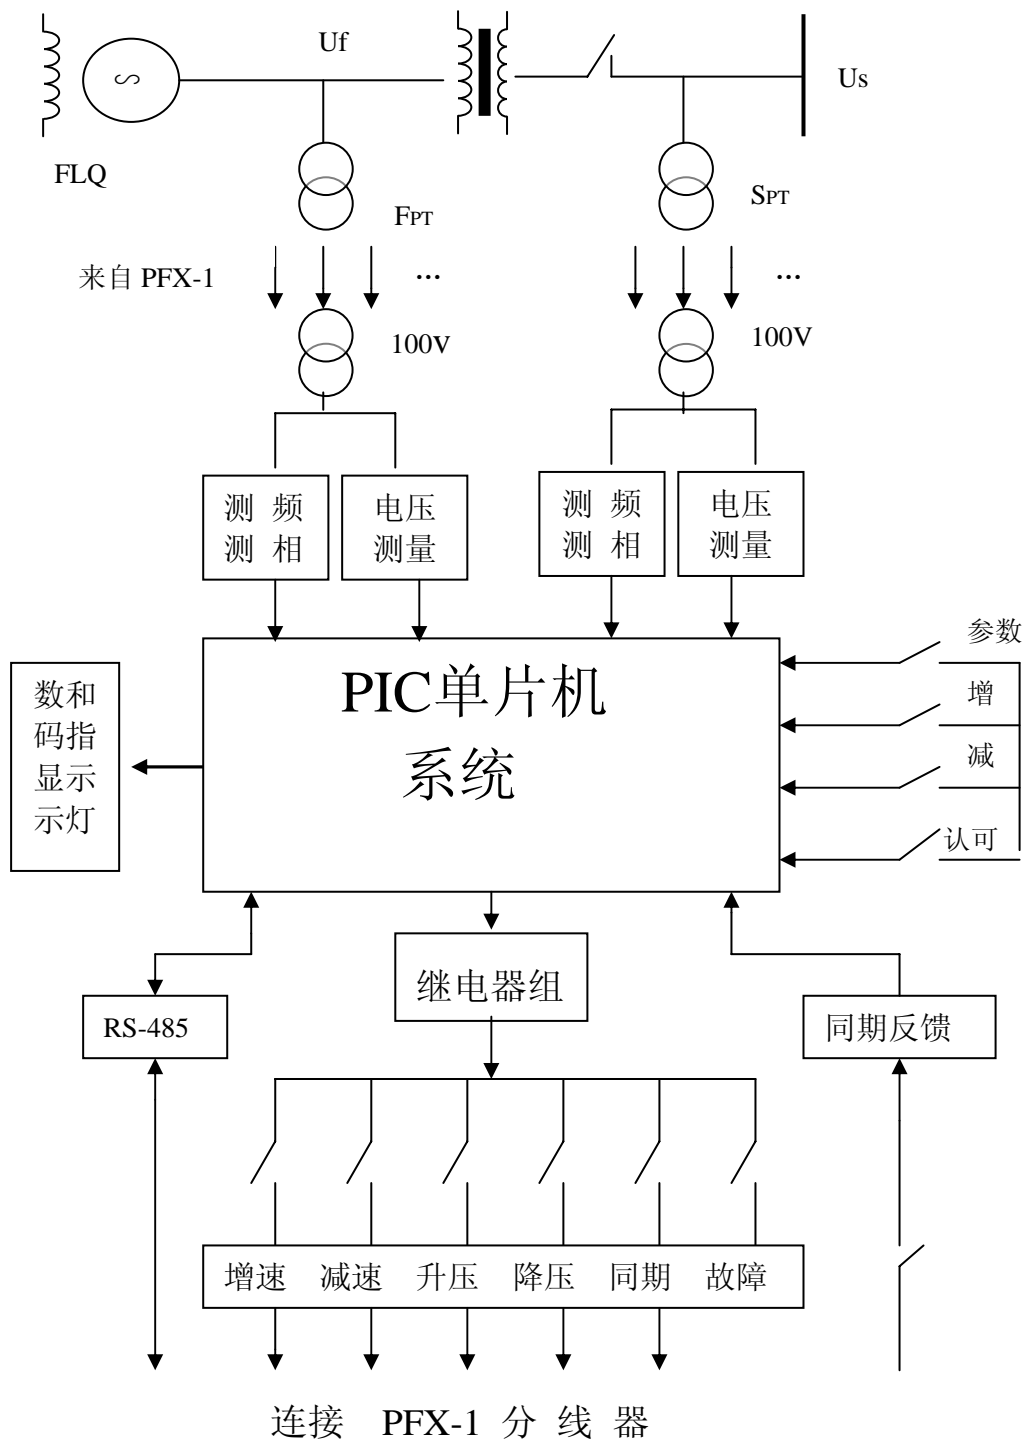 Uf
Us
FLQ
FPT
SPT
来自 PFX-1
...
...
100V
100V
测 频
测 相
电压
测量
测 频
测 相
电压
测量
参数
增
减
认可
PIC单片机
系统
数和
码指
显示
示灯
继电器组
RS-485
同期反馈
增速 减速 升压 降压 同期 故障
连接 PFX-1 分 线 器